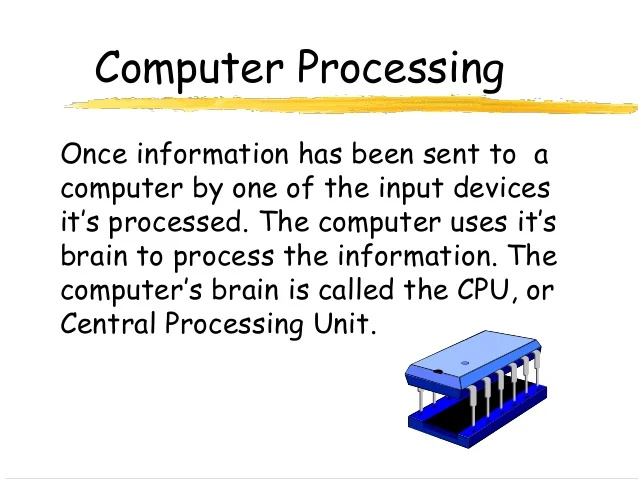 Computer Processing
Once information has been sent to  a
computer by one of the input devices
it’s processed. The computer uses it’s
brain to process the information. The
computer’s brain is called the CPU, or
Central Processing Unit.